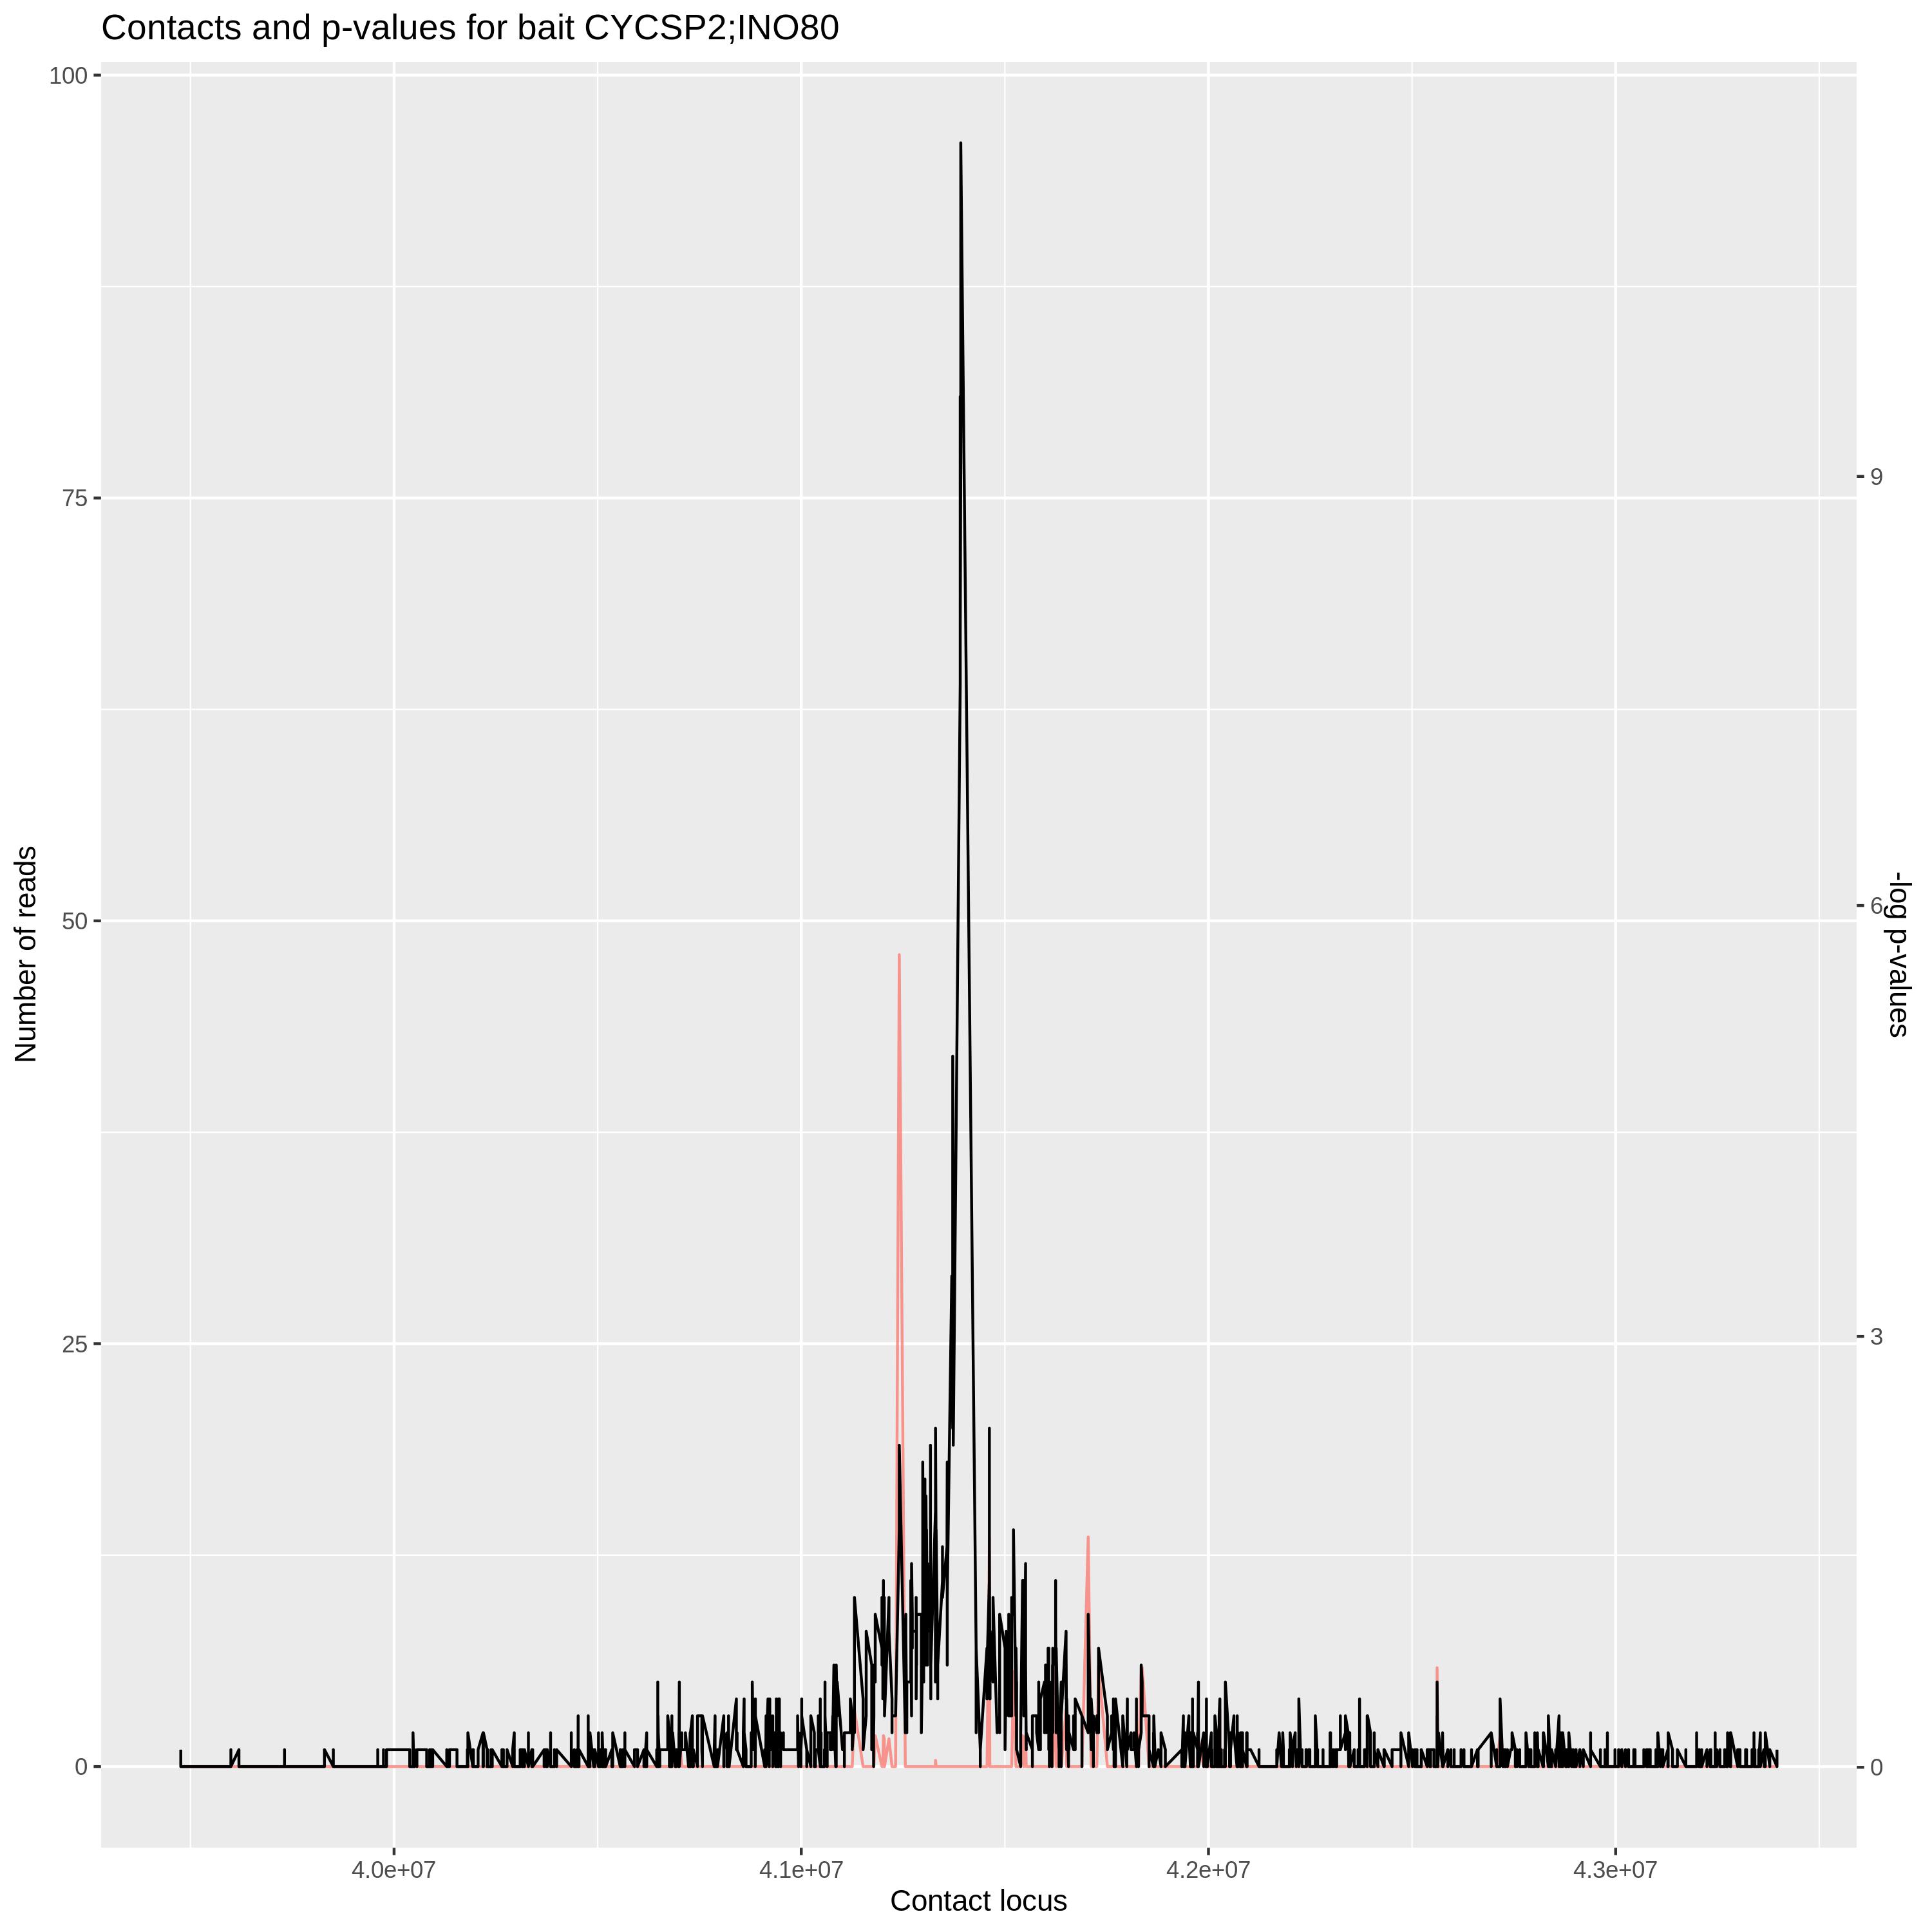 Contacts and p-values for bait CYCSP2;INO80
100
75
50
25
0
Number of reads
9
6
3
0
-log p-values
4.0e+07
4.1e+07
4.2e+07
4.3e+07
Contact locus